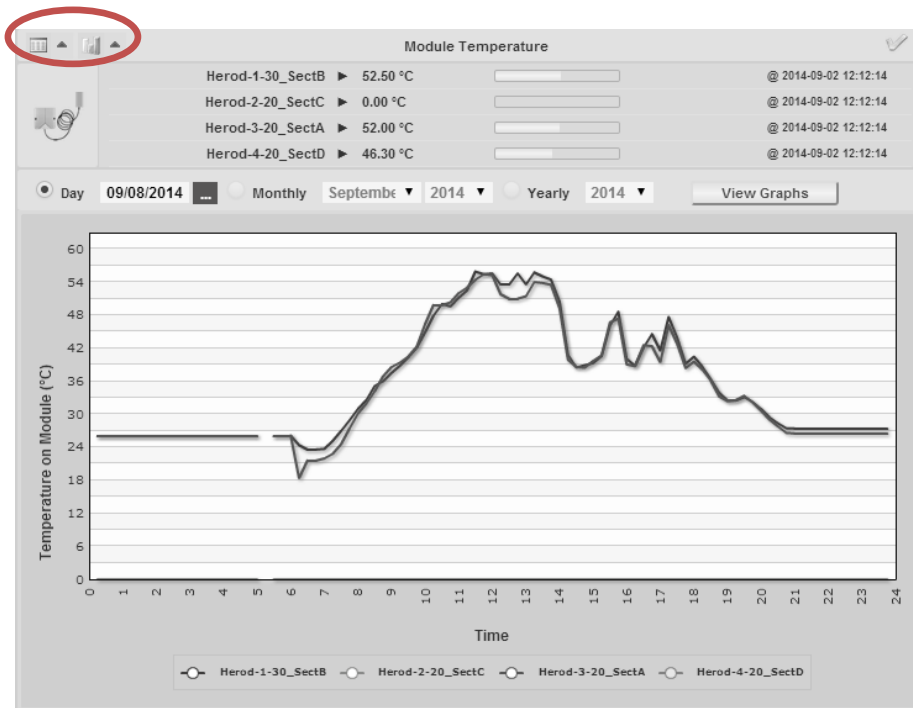 Module Temperature
Herod-1-30_SectB ► 52.50 °C @ 2014-09-02 12:12:14
Herod-2-20_SectC ► 0.00 °C @ 2014-09-02 12:12:14
Herod-3-20_SectA ► 52.00 °C @ 2014-09-02 12:12:14
Herod-4-20_SectD ► 46.30 °C @ 2014-09-02 12:12:14
Day 09/08/2014 ... Monthly Septembe ▼ 2014 ▼ Yearly 2014 ▼ View Graphs
Temperature on Module (°C)
60
54
48
42
36
30
24
18
12
6
0
0 1 2 3 4 5 6 7 8 9 10 11 12 13 14 15 16 17 18 19 20 21 22 23 24
Time
Herod-1-30_SectB Herod-2-20_SectC Herod-3-20_SectA Herod-4-20_SectD